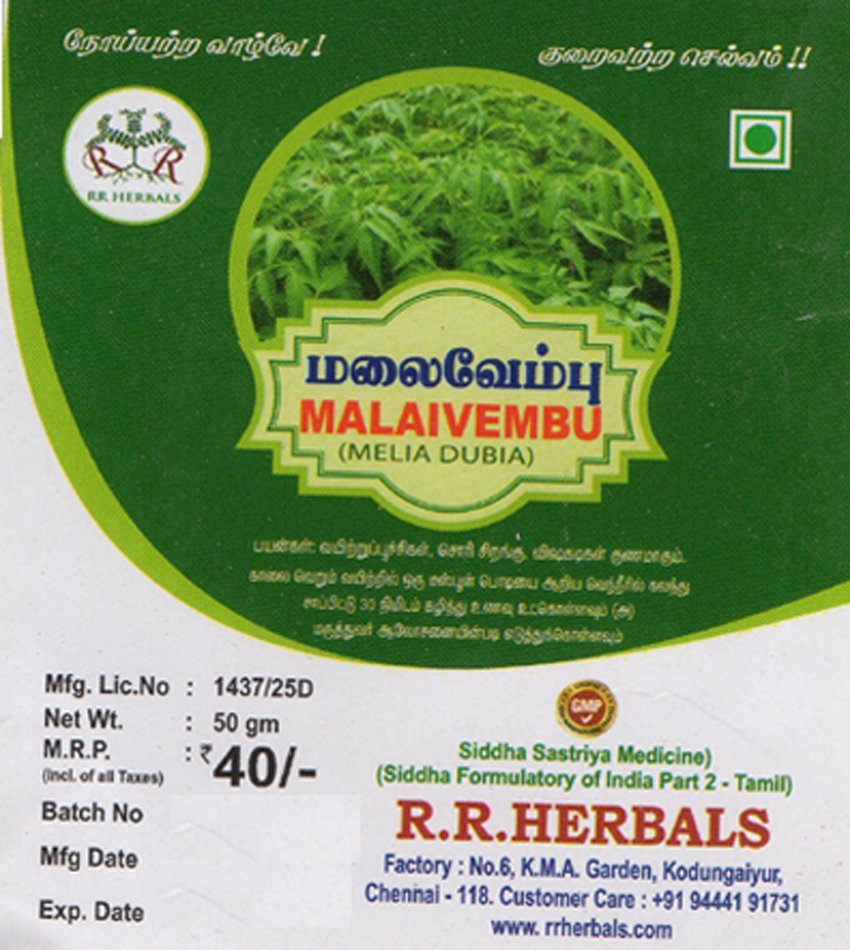 நோயற்ற வாழ்வே !
குறைவற்ற செல்வம் !!
R R
RR HERBALS
மலைவேம்பு
MALAIVEMBU
(MELIA DUBIA)
பயன்கள்: வயிற்றுப்பூச்சிகள், சொரி சிரங்கு, விஷகடிகள் குணமாகும்.
காலை வெறும் வயிற்றில் ஒரு டீஸ்பூன் பொடியை ஆறிய வெந்நீரில் கலந்து
சாப்பிட்டு 30 நிமிடம் கழித்து உணவு உட்கொள்ளவும் (அ)
மருத்துவர் ஆலோசனையின்படி எடுத்துக்கொள்ளவும்
Mfg. Lic.No : 1437/25D
Net Wt. : 50 gm
M.R.P. : ₹ 40/-
(Incl. of all Taxes)
Batch No
Mfg Date
Exp. Date
GMP
Siddha Sastriya Medicine)
(Siddha Formulatory of India Part 2 - Tamil)
R.R.HERBALS
Factory : No.6, K.M.A. Garden, Kodungaiyur,
Chennai - 118. Customer Care : +91 94441 91731
www. rrherbals.com